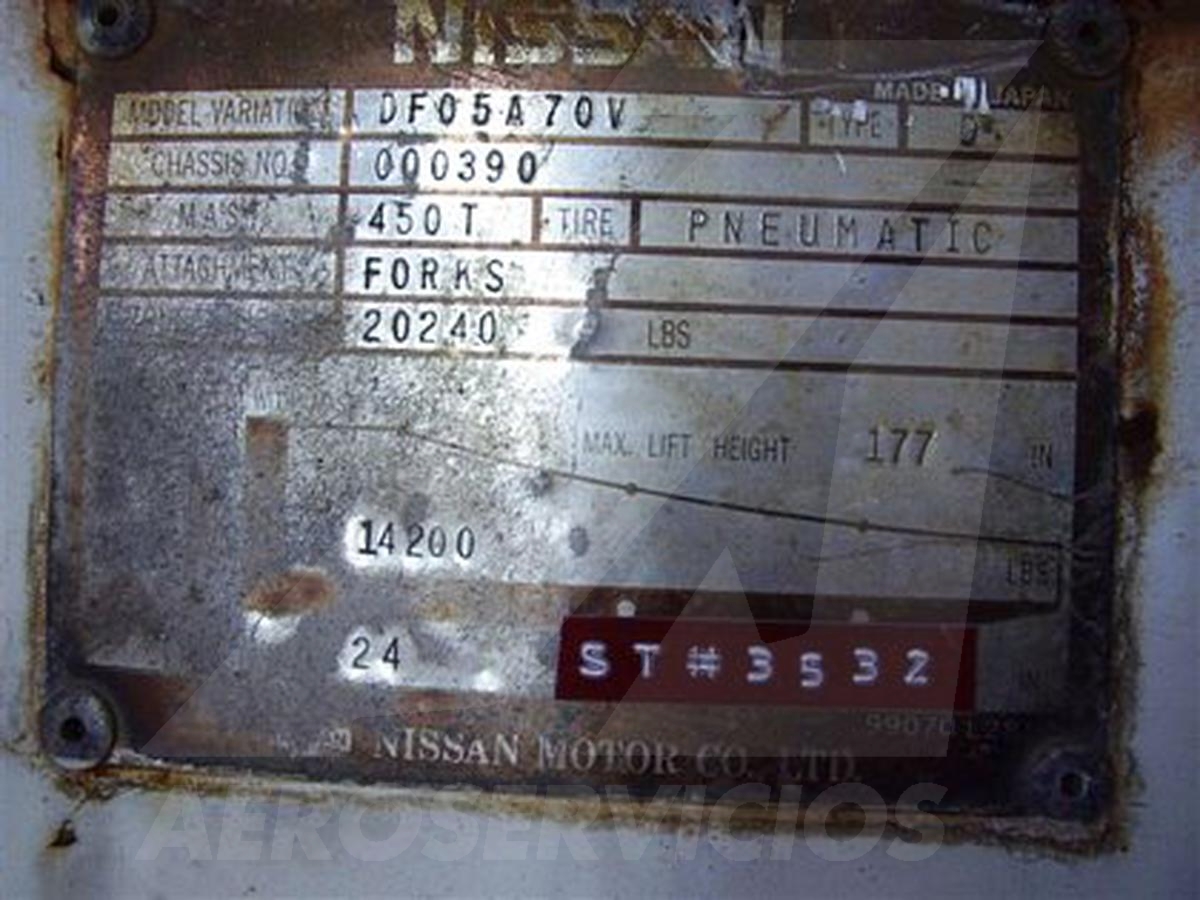 NISSAN
MADE IN JAPAN
MODEL-VARIATION DF05A70V TYPE D
CHASSIS NO. 000390
MAST 450T TIRE PNEUMATIC
ATTACHMENTS FORKS
20240 LBS
MAX. LIFT HEIGHT 177 IN
14200 LBS
24 ST#3532 IN
NISSAN MOTOR CO. LTD.
AEROSERVICIOS